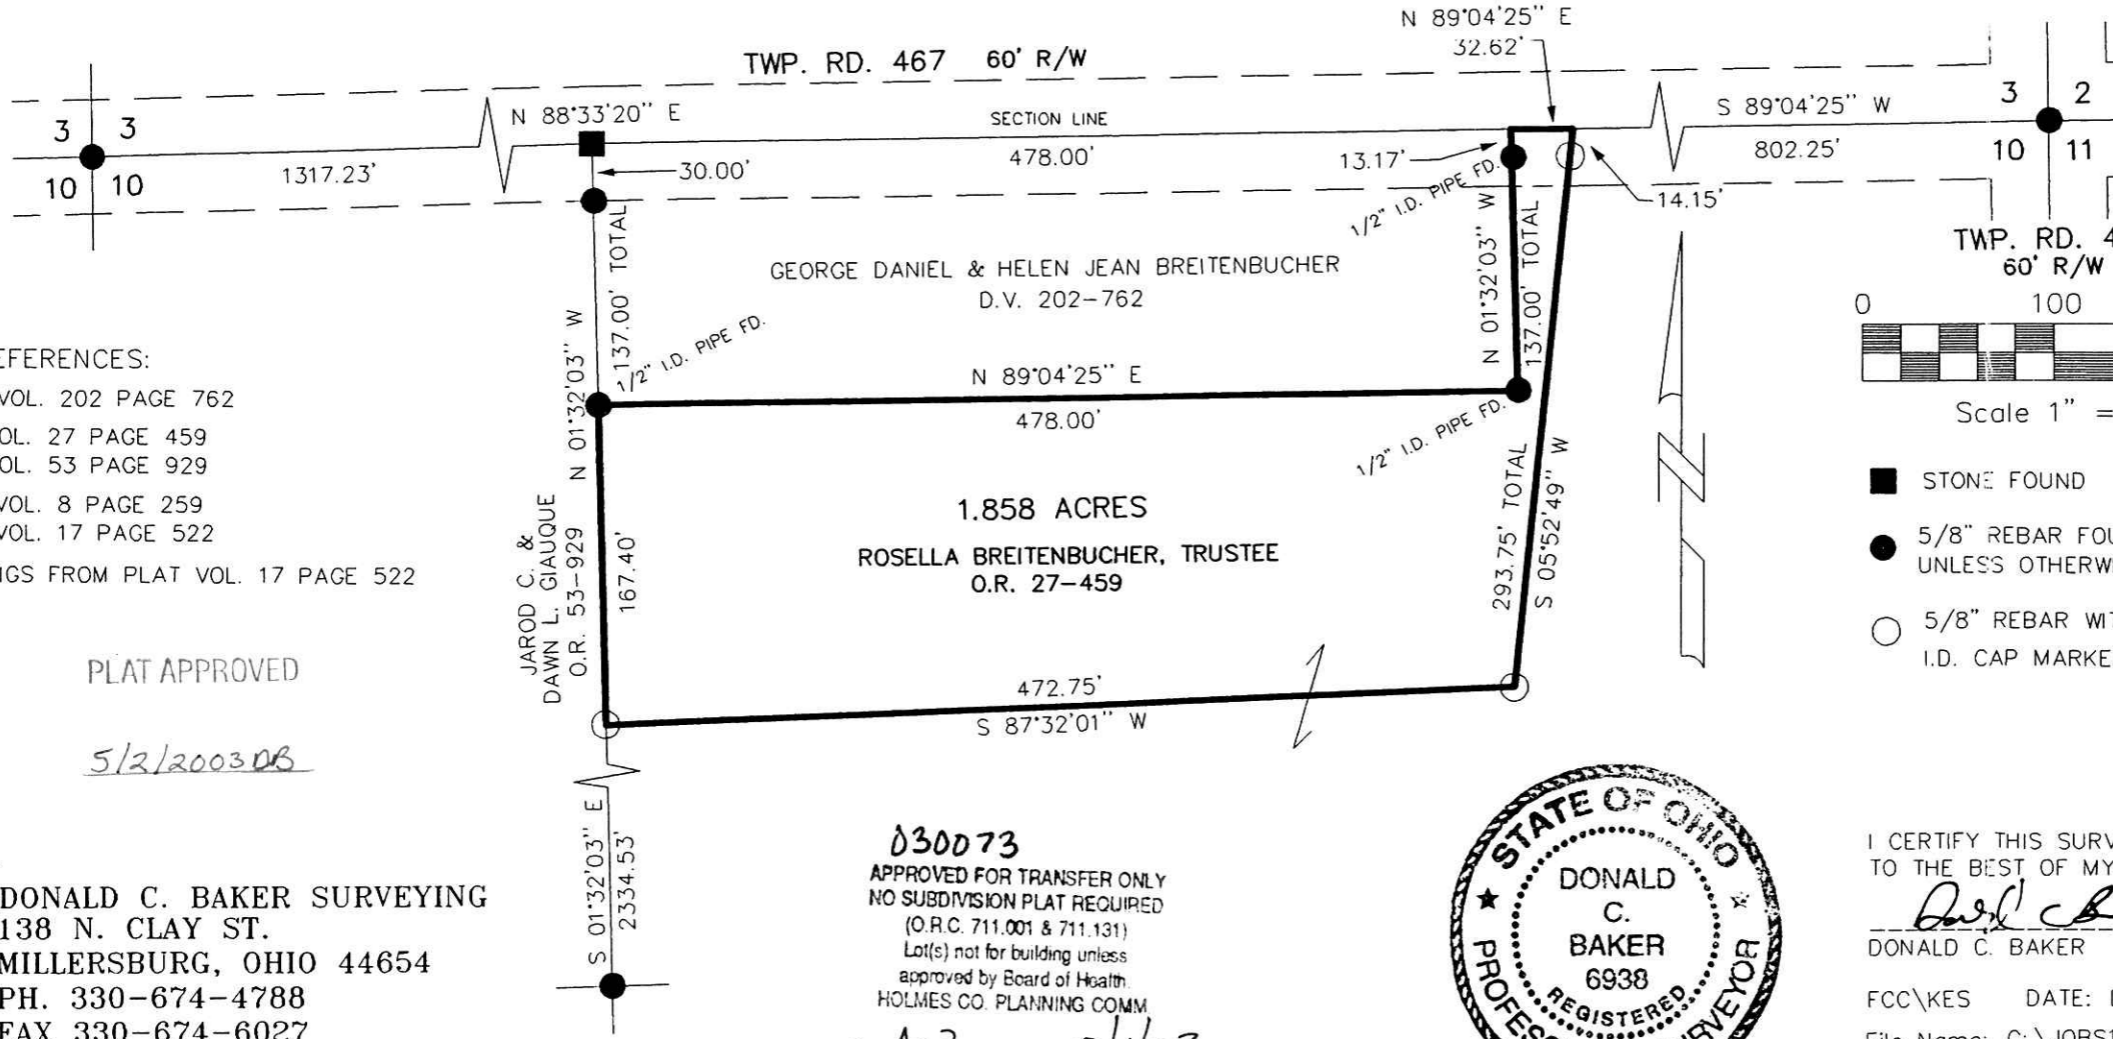 N 89°04'25" E
32.62'
TWP. RD. 467 60' R/W
N 88°33'20" E
SECTION LINE
S 89°04'25" W
3 3
10 10
3 2
10 11
1317.23'
30.00'
478.00'
13.17'
802.25'
14.15'
1/2" I.D. PIPE FD.
137.00' TOTAL
N 01°32'03" W
GEORGE DANIEL & HELEN JEAN BREITENBUCHER
D.V. 202-762
N 01°32'03" W
137.00' TOTAL
TWP. RD. 4
60' R/W
0 100
Scale 1" =
1/2" I.D. PIPE FD.
N 89°04'25" E
478.00'
1/2" I.D. PIPE FD.
EFERENCES:
VOL. 202 PAGE 762
OL. 27 PAGE 459
OL. 53 PAGE 929
VOL. 8 PAGE 259
VOL. 17 PAGE 522
NGS FROM PLAT VOL. 17 PAGE 522
1.858 ACRES
ROSELLA BREITENBUCHER, TRUSTEE
O.R. 27-459
JAROD C. &
DAWN L. GIAUQUE
O.R. 53-929
167.40'
293.75' TOTAL
S 05°52'49" W
N
STONE FOUND
5/8" REBAR FOU
UNLESS OTHERW
5/8" REBAR WIT
I.D. CAP MARKE
472.75'
S 87°32'01" W
PLAT APPROVED
5/2/2003 DB
S 01°32'03" E
2334.53'
DONALD C. BAKER SURVEYING
138 N. CLAY ST.
MILLERSBURG, OHIO 44654
PH. 330-674-4788
FAX 330-674-6027
030073
APPROVED FOR TRANSFER ONLY
NO SUBDIVISION PLAT REQUIRED
(O.R.C. 711.001 & 711.131)
Lot(s) not for building unless
approved by Board of Health.
HOLMES CO. PLANNING COMM
STATE OF OHIO
DONALD
C.
BAKER
6938
REGISTERED
I CERTIFY THIS SURV
TO THE BEST OF MY
DONALD C. BAKER
FCC\KES DATE:
File Name: C:\JOBS